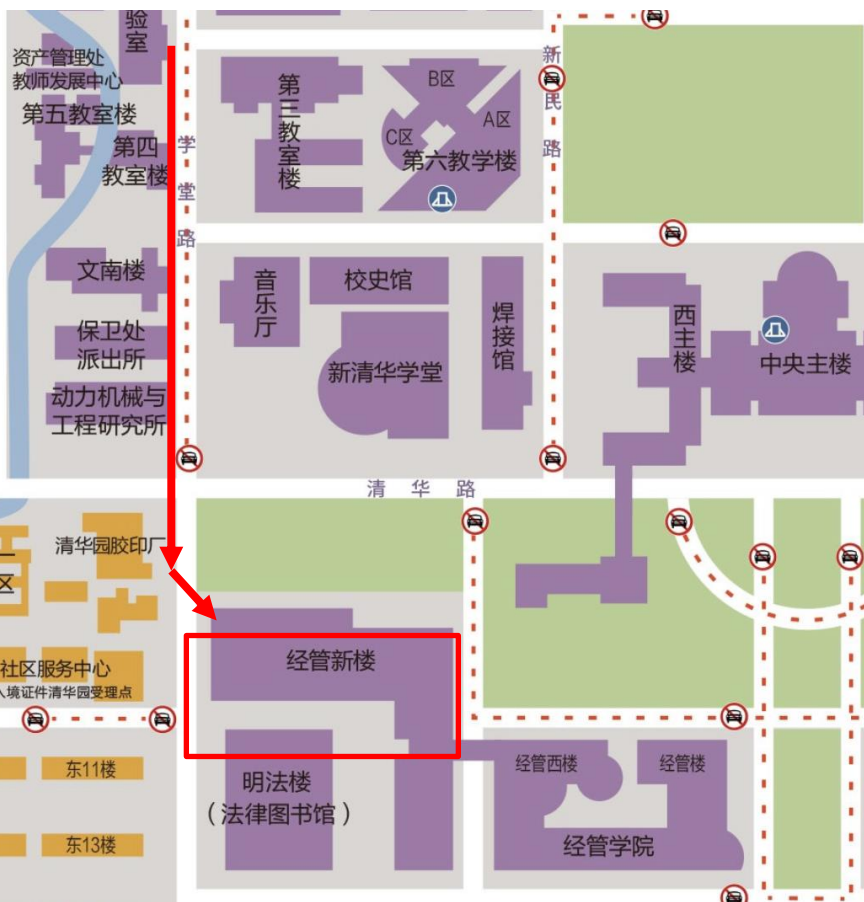 验
室
资产管理处
教师发展中心
第五教室楼
第四
教室楼
学堂路
第三教室楼
B区
A区
C区
第六教学楼
新民路
文南楼
保卫处
派出所
动力机械与
工程研究所
音乐厅
校史馆
新清华学堂
焊接馆
西主楼
中央主楼
清华路
清华园胶印厂
区
社区服务中心
入境证件清华园受理点
经管新楼
明法楼
（法律图书馆）
东11楼
东13楼
经管西楼
经管楼
经管学院